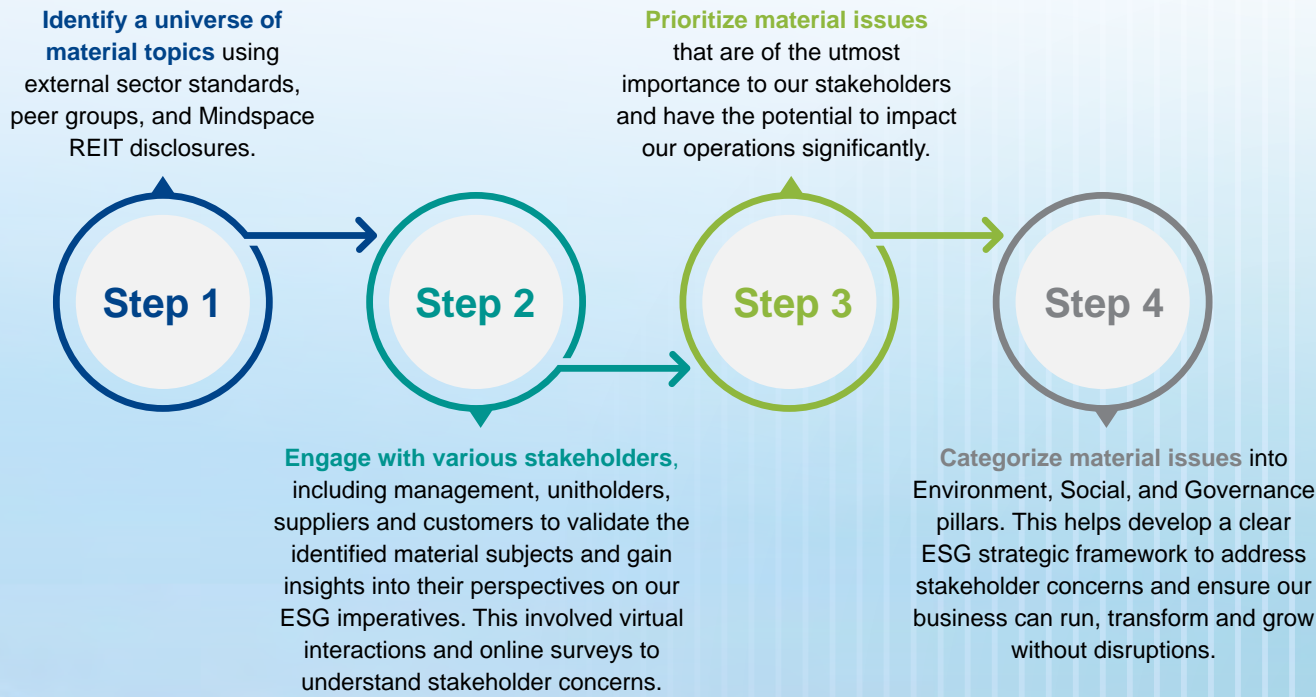 Identify a universe of
material topics using
external sector standards,
peer groups, and Mindspace
REIT disclosures.
Prioritize material issues
that are of the utmost
importance to our stakeholders
and have the potential to impact
our operations significantly.
Step 1
Step 2
Step 3
Step 4
Engage with various stakeholders,
including management, unitholders,
suppliers and customers to validate the
identified material subjects and gain
insights into their perspectives on our
ESG imperatives. This involved virtual
interactions and online surveys to
understand stakeholder concerns.
Categorize material issues into
Environment, Social, and Governance
pillars. This helps develop a clear
ESG strategic framework to address
stakeholder concerns and ensure our
business can run, transform and grow
without disruptions.